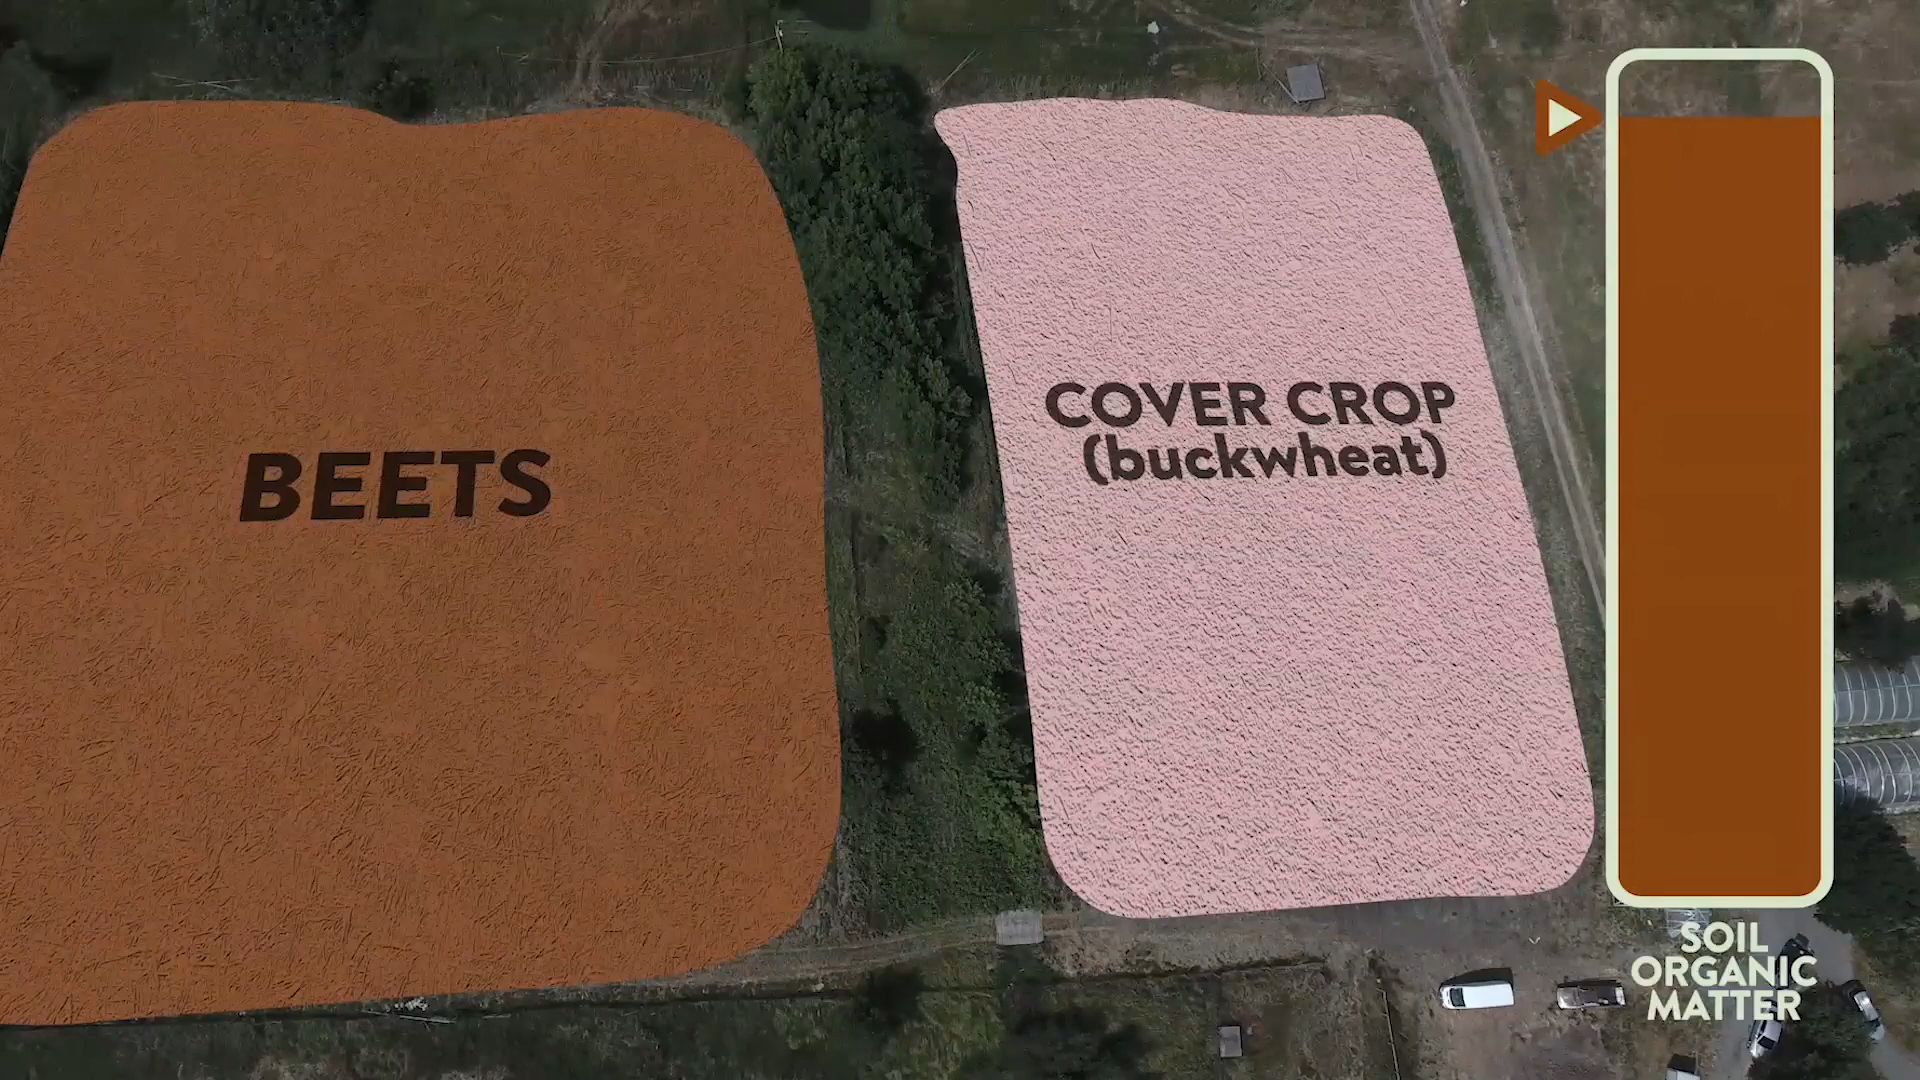 BEETS
COVER CROP
(buckwheat)
SOIL
ORGANIC
MATTER